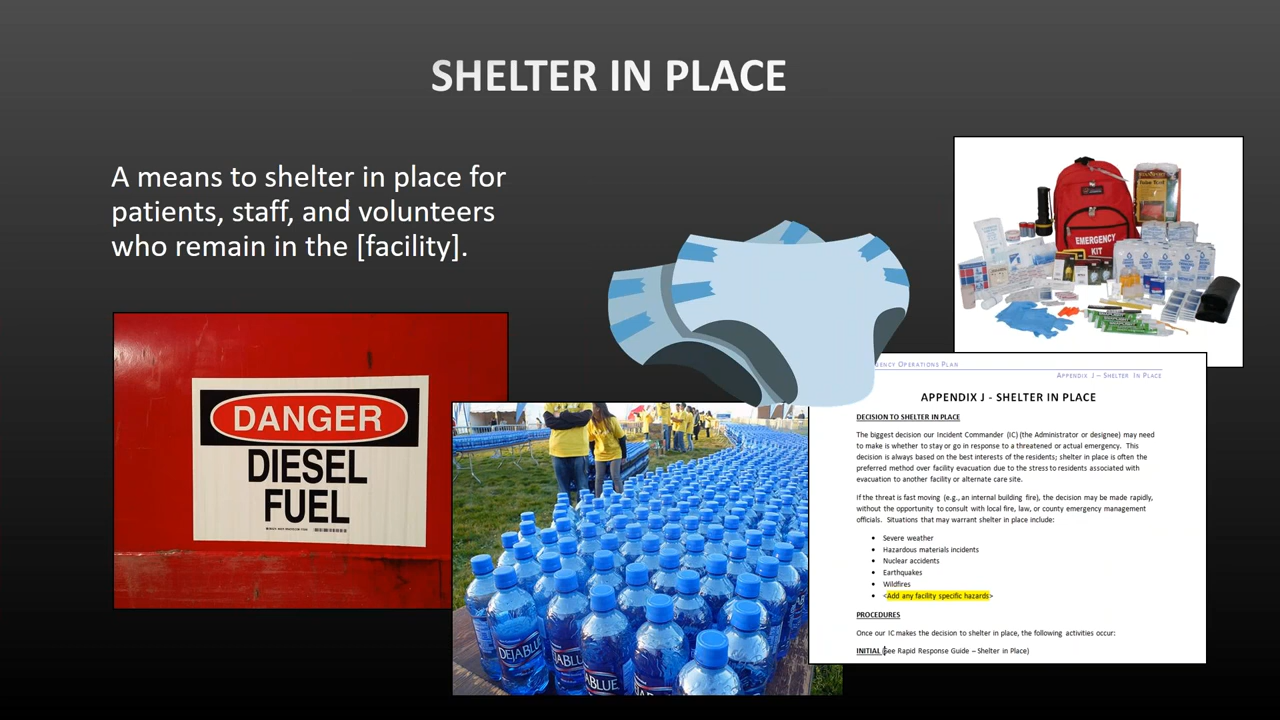 SHELTER IN PLACE
A means to shelter in place for
patients, staff, and volunteers
who remain in the [facility].
DANGER
DIESEL
FUEL
DEJABLUE
BLUE
EMERGENCY
KIT
GENCY OPERATIONS PLAN
APPENDIX J – SHELTER IN PLACE
APPENDIX J - SHELTER IN PLACE
DECISION TO SHELTER IN PLACE
The biggest decision our Incident Commander (IC) (the Administrator or designee) may need
to make is whether to stay or go in response to a threatened or actual emergency. This
decision is always based on the best interests of the residents; shelter in place is often the
preferred method over facility evacuation due to the stress to residents associated with
evacuation to another facility or alternate care site.
If the threat is fast moving (e.g., an internal building fire), the decision may be made rapidly,
without the opportunity to consult with local fire, law, or county emergency management
officials. Situations that may warrant shelter in place include:
• Severe weather
• Hazardous materials incidents
• Nuclear accidents
• Earthquakes
• Wildfires
• <Add any facility specific hazards>
PROCEDURES
Once our IC makes the decision to shelter in place, the following activities occur:
INITIAL (See Rapid Response Guide – Shelter in Place)